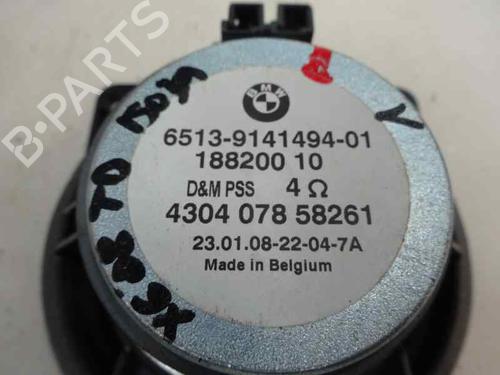 B-PARTS
BMW
6513-9141494-01
188200 10
D&M PSS 4 Ω
4304 078 58261
23.01.08-22-04-7A
Made in Belgium